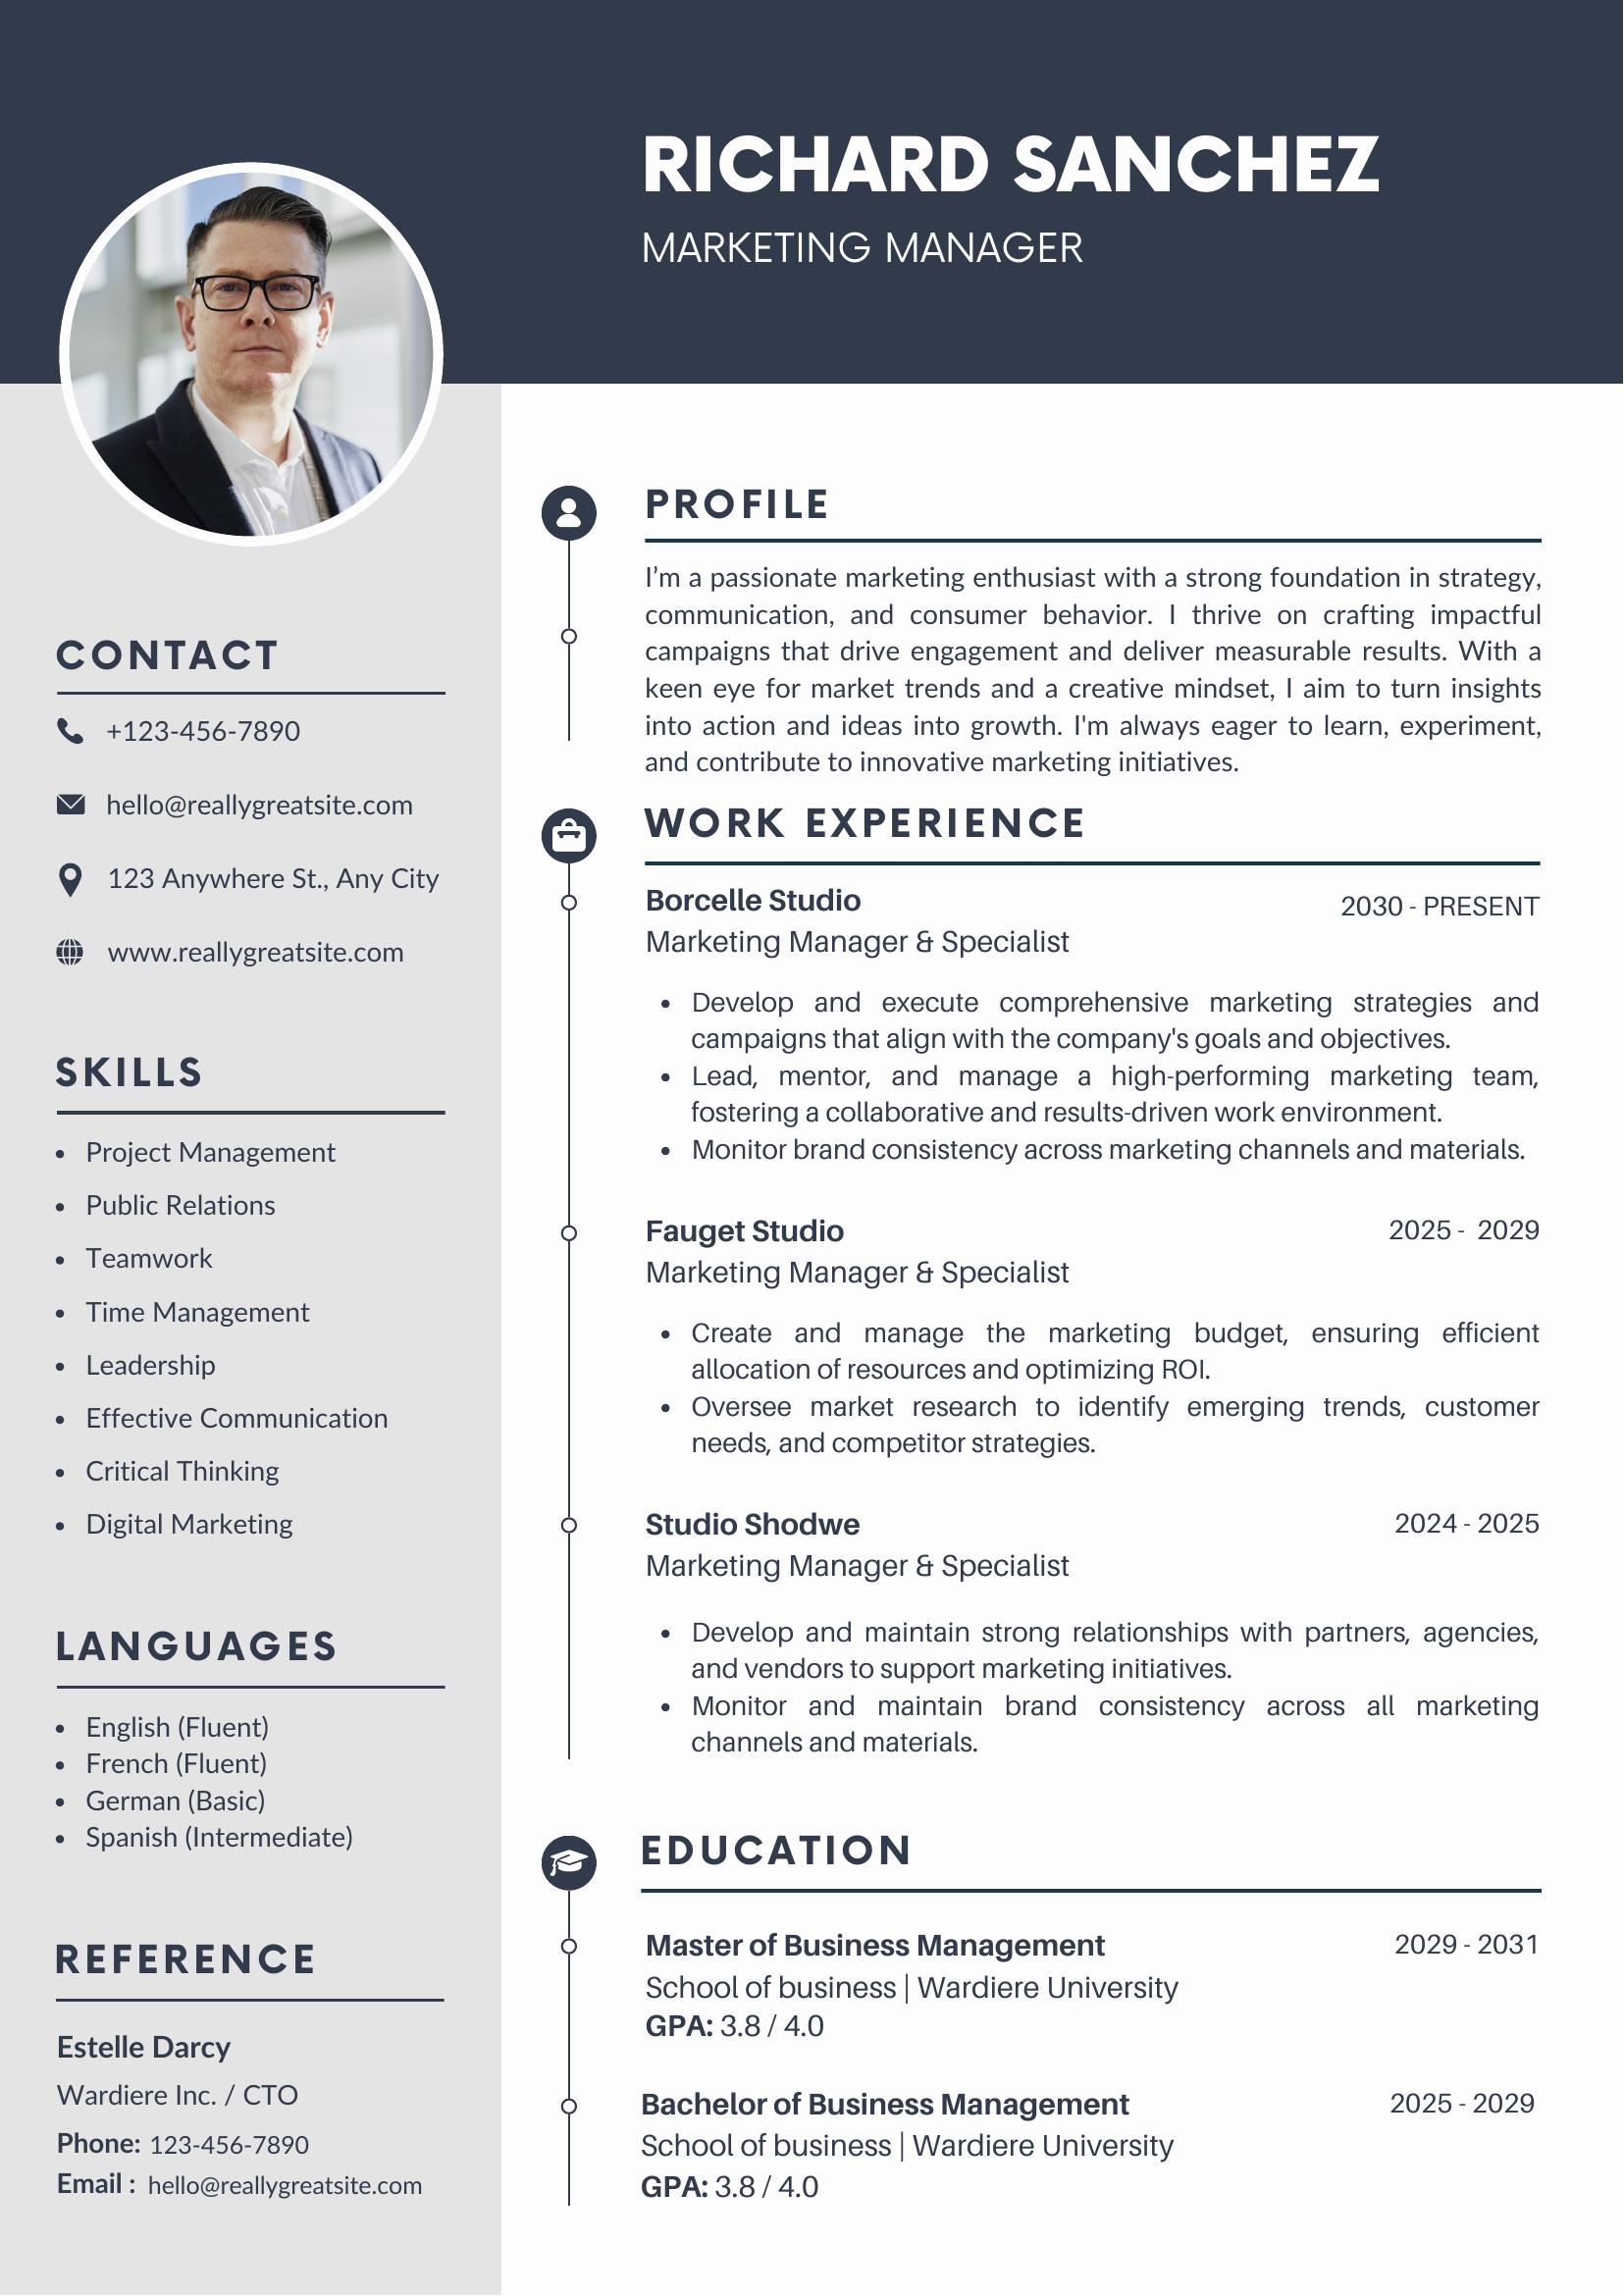 RICHARD SANCHEZ
MARKETING MANAGER
CONTACT
+123-456-7890
hello@reallygreatsite.com
123 Anywhere St., Any City
www.reallygreatsite.com
SKILLS
Project Management
Public Relations
Teamwork
Time Management
Leadership
Effective Communication
Critical Thinking
Digital Marketing
LANGUAGES
English (Fluent)
French (Fluent)
German (Basic)
Spanish (Intermediate)
REFERENCE
Estelle Darcy
Wardiere Inc. / CTO
Phone: 123-456-7890
Email : hello@reallygreatsite.com
PROFILE
I’m a passionate marketing enthusiast with a strong foundation in strategy,
communication, and consumer behavior. I thrive on crafting impactful
campaigns that drive engagement and deliver measurable results. With a
keen eye for market trends and a creative mindset, I aim to turn insights
into action and ideas into growth. I'm always eager to learn, experiment,
and contribute to innovative marketing initiatives.
WORK EXPERIENCE
Borcelle Studio 2030 - PRESENT
Marketing Manager & Specialist
Develop and execute comprehensive marketing strategies and
campaigns that align with the company's goals and objectives.
Lead, mentor, and manage a high-performing marketing team,
fostering a collaborative and results-driven work environment.
Monitor brand consistency across marketing channels and materials.
Fauget Studio 2025 - 2029
Marketing Manager & Specialist
Create and manage the marketing budget, ensuring efficient
allocation of resources and optimizing ROI.
Oversee market research to identify emerging trends, customer
needs, and competitor strategies.
Studio Shodwe 2024 - 2025
Marketing Manager & Specialist
Develop and maintain strong relationships with partners, agencies,
and vendors to support marketing initiatives.
Monitor and maintain brand consistency across all marketing
channels and materials.
EDUCATION
Master of Business Management 2029 - 2031
School of business | Wardiere University
GPA: 3.8 / 4.0
Bachelor of Business Management 2025 - 2029
School of business | Wardiere University
GPA: 3.8 / 4.0